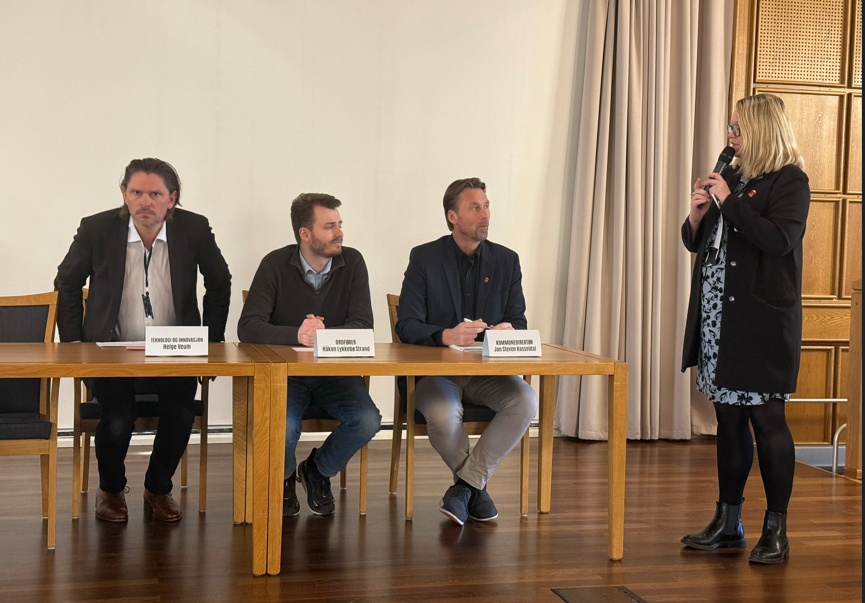 TEKNOLOGI OG INNOVASJON
Helge Veum
ORDFØRER
Håkon Lykkebø Strand
KOMMUNEDIREKTØR
Jon Steven Hasseldal